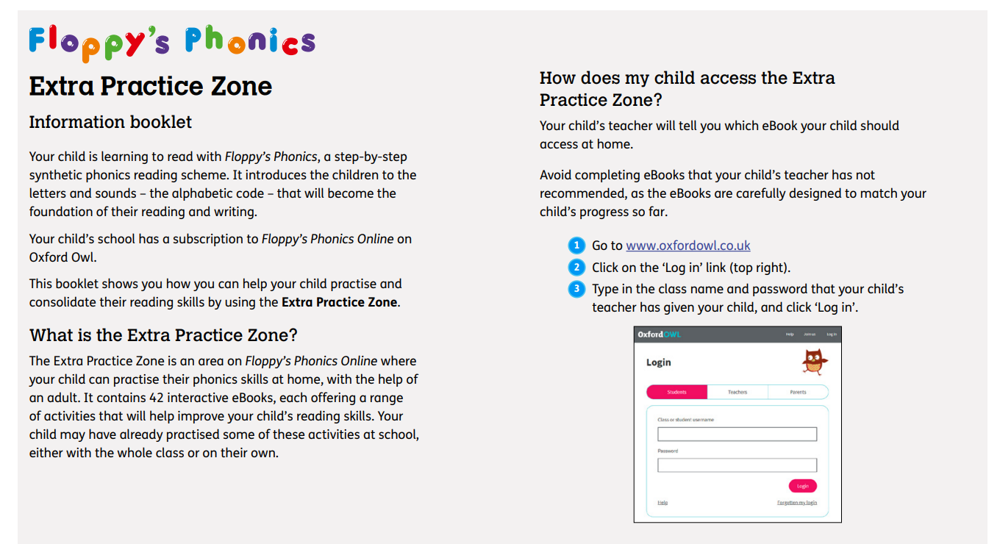 Floppy's Phonics
Extra Practice Zone
Information booklet
Your child is learning to read with Floppy's Phonics, a step-by-step
synthetic phonics reading scheme. It introduces the children to the
letters and sounds – the alphabetic code – that will become the
foundation of their reading and writing.
Your child's school has a subscription to Floppy's Phonics Online on
Oxford Owl.
This booklet shows you how you can help your child practise and
consolidate their reading skills by using the Extra Practice Zone.
What is the Extra Practice Zone?
The Extra Practice Zone is an area on Floppy's Phonics Online where
your child can practise their phonics skills at home, with the help of
an adult. It contains 42 interactive eBooks, each offering a range
of activities that will help improve your child's reading skills. Your
child may have already practised some of these activities at school,
either with the whole class or on their own.
How does my child access the Extra
Practice Zone?
Your child's teacher will tell you which eBook your child should
access at home.
Avoid completing eBooks that your child's teacher has not
recommended, as the eBooks are carefully designed to match your
child's progress so far.
1 Go to www.oxfordowl.co.uk
2 Click on the 'Log in' link (top right).
3 Type in the class name and password that your child's
teacher has given your child, and click 'Log in'.
OxfordOWL Help Join us Log in
Login
Students Teachers Parents
Class or student username
Password
Login
Help Forgotten my login